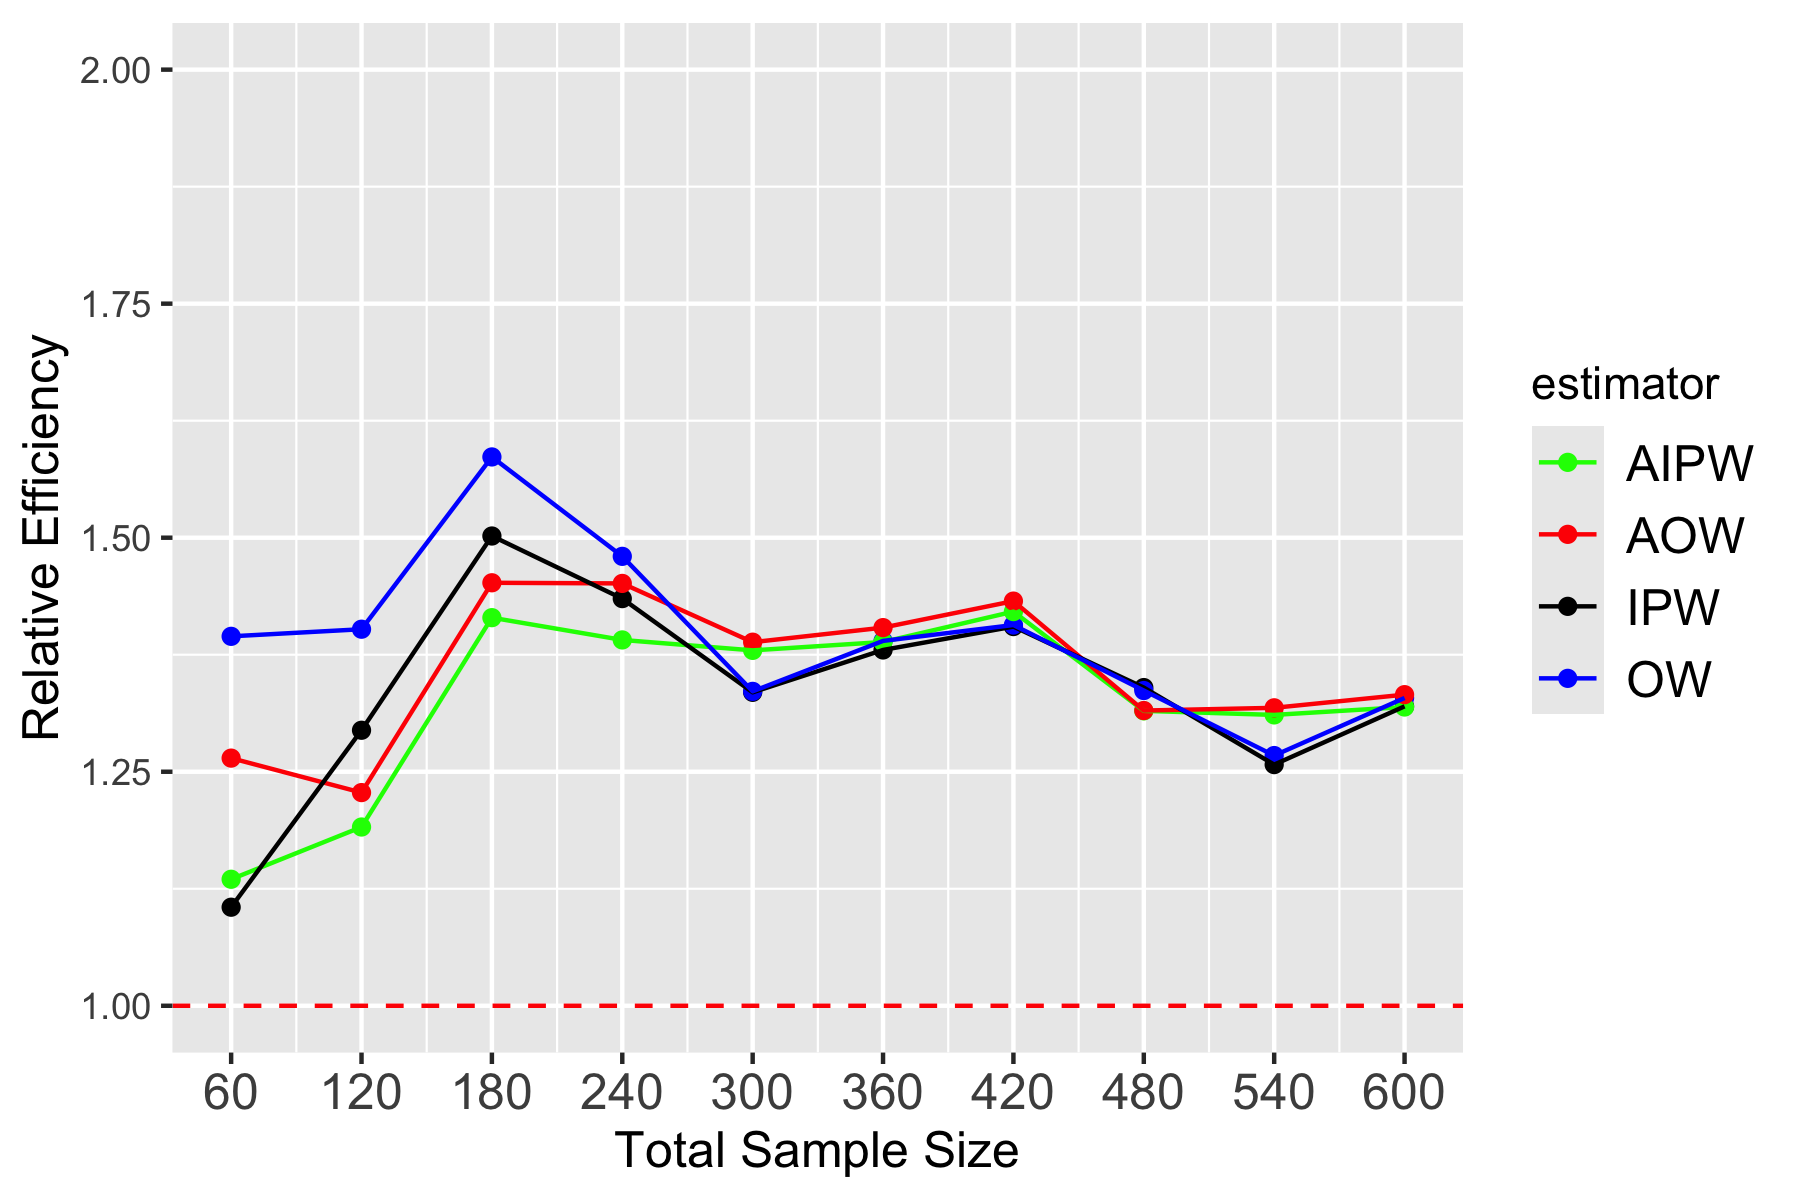 Relative Efficiency
2.00
1.75
1.50
1.25
1.00
60 120 180 240 300 360 420 480 540 600
Total Sample Size
estimator
AIPW
AOW
IPW
OW